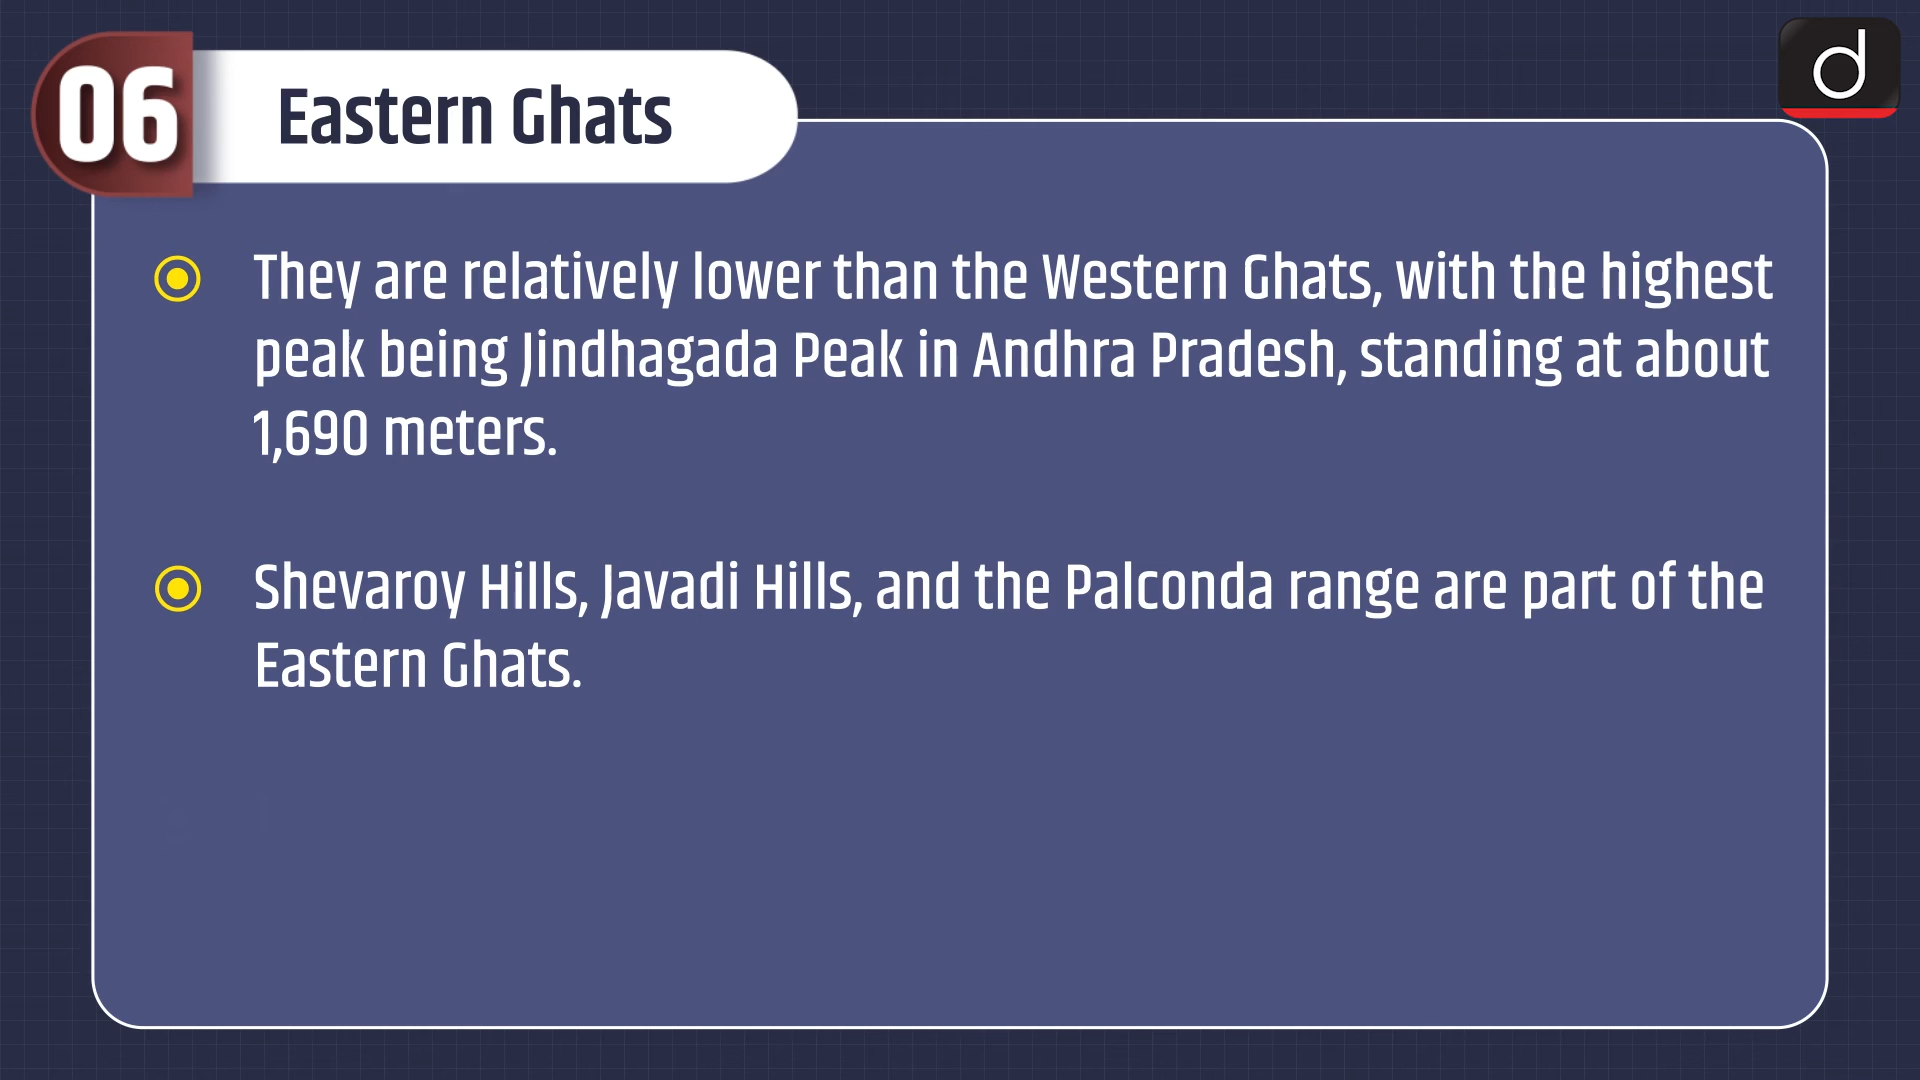 06
Eastern Ghats
d
They are relatively lower than the Western Ghats, with the highest
peak being Jindhagada Peak in Andhra Pradesh, standing at about
1,690 meters.
Shevaroy Hills, Javadi Hills, and the Palconda range are part of the
Eastern Ghats.